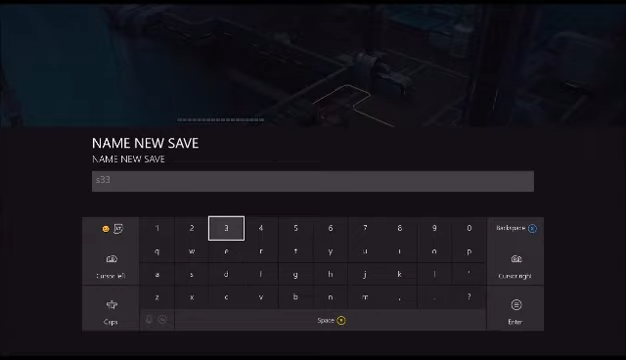 NAME NEW SAVE
NAME NEW SAVE
s33
1 2 3 4 5 6 7 8 9 0 Backspace
q w e r t y u i o p
Cursor left a s d f g h j k l ' Cursor right
Caps z x c v b n m , . ? Enter
Space